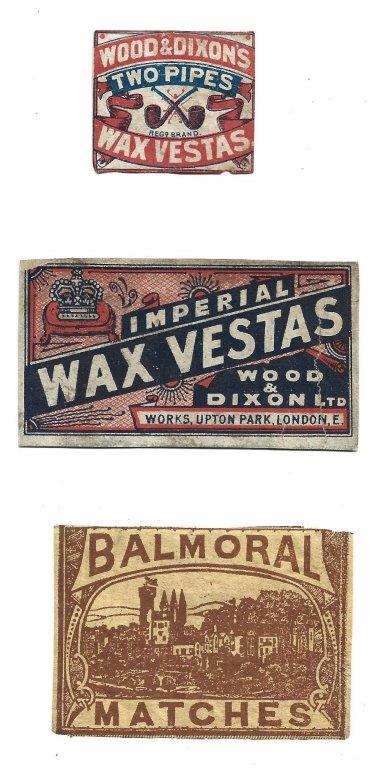 WOOD & DIXONS
TWO PIPES
REGD BRAND.
WAX VESTAS
IMPERIAL
WAX VESTAS
WOOD
&
DIXON LTD
WORKS, UPTON PARK, LONDON, E.
BALMORAL
MATCHES